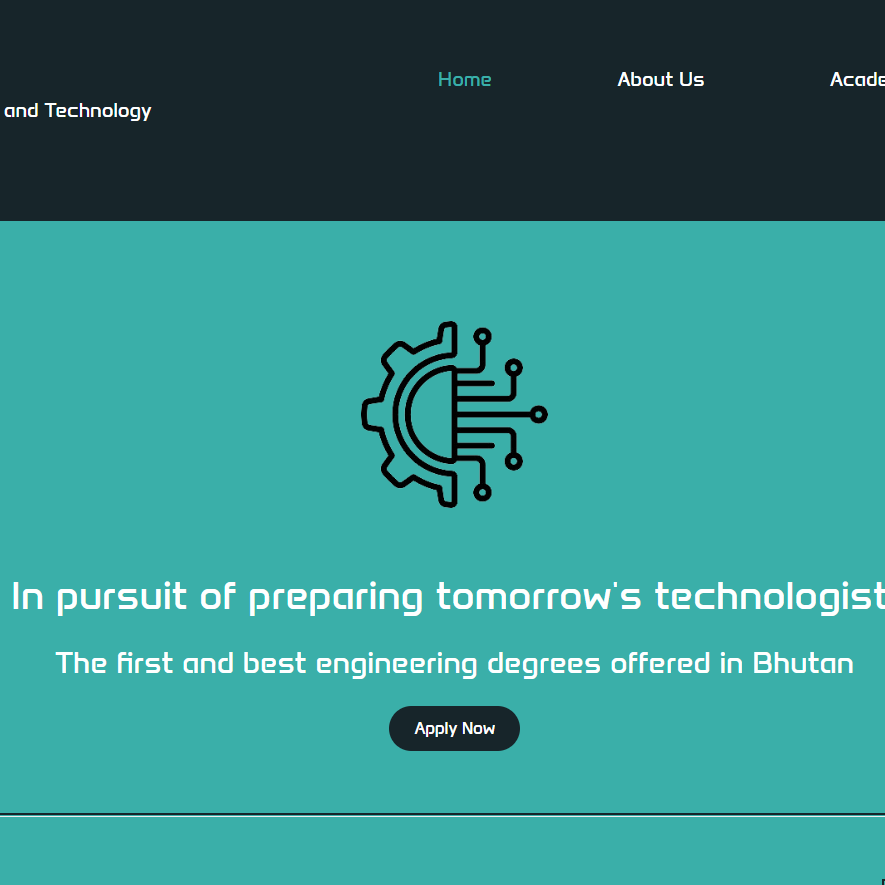 Home
About Us
Acade
and Technology
In pursuit of preparing tomorrow's technologist
The first and best engineering degrees offered in Bhutan
Apply Now